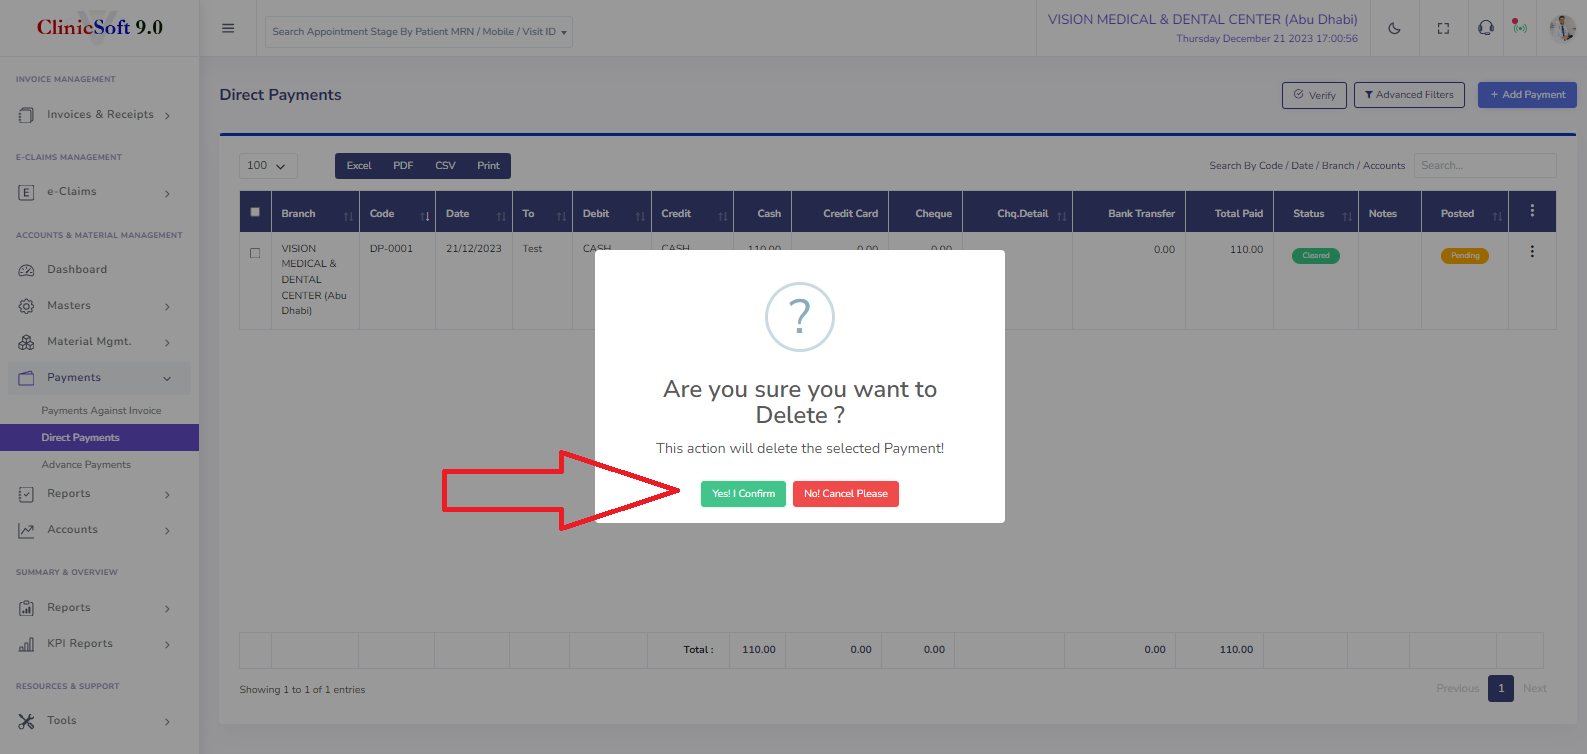 ClinicSoft 9.0
Search Appointment Stage By Patient MRN / Mobile / Visit ID
VISION MEDICAL & DENTAL CENTER (Abu Dhabi)
Thursday December 21 2023 17:00:56
INVOICE MANAGEMENT
Invoices & Receipts
E-CLAIMS MANAGEMENT
E
e-Claims
ACCOUNTS & MATERIAL MANAGEMENT
Dashboard
Masters
Material Mgmt.
Payments
Payments Against Invoice
Direct Payments
Advance Payments
Reports
Accounts
SUMMARY & OVERVIEW
Reports
KPI Reports
RESOURCES & SUPPORT
Tools
Direct Payments
Verify
Advanced Filters
+ Add Payment
100
Excel PDF CSV Print
Search By Code / Date / Branch / Accounts
Search...
Branch Code Date To Debit Credit Cash Credit Card Cheque Chq.Detail Bank Transfer Total Paid Status Notes Posted
VISION DP-0001 21/12/2023 Test CASH CASH 110.00 0.00 0.00 0.00 110.00 Cleared Pending
MEDICAL &
DENTAL
CENTER (Abu
Dhabi)
?
Are you sure you want to
Delete ?
This action will delete the selected Payment!
Yes! I Confirm
No! Cancel Please
Total : 110.00 0.00 0.00 0.00 110.00
Showing 1 to 1 of 1 entries
Previous 1 Next